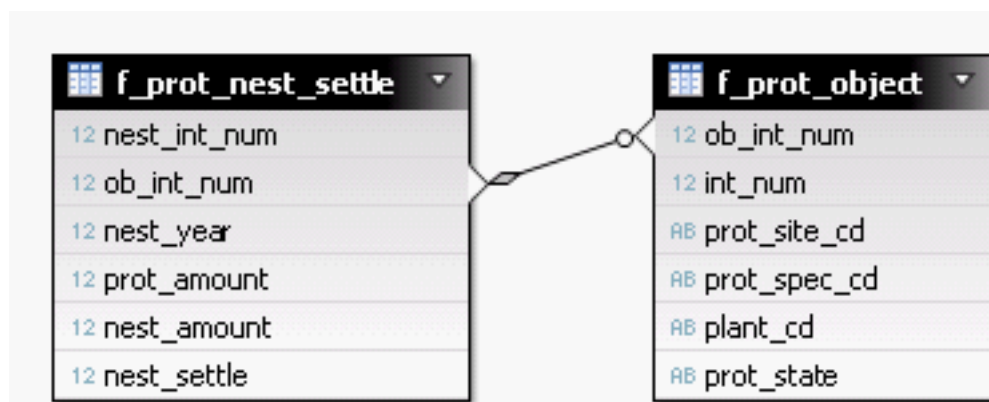 f_prot_nest_settle
12 nest_int_num
12 ob_int_num
12 nest_year
12 prot_amount
12 nest_amount
12 nest_settle
f_prot_object
12 ob_int_num
12 int_num
AB prot_site_cd
AB prot_spec_cd
AB plant_cd
AB prot_state